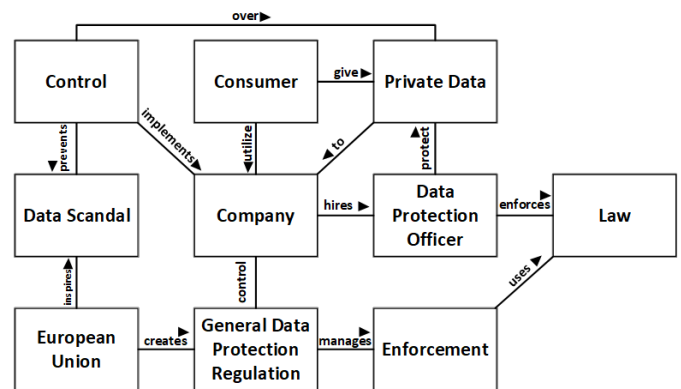 over
Control
Consumer
give
Private Data
implements
prevents
utilize
to
protect
Data Scandal
Company
hires
Data
Protection
Officer
enforces
Law
inspires
control
uses
European
Union
creates
General Data
Protection
Regulation
manages
Enforcement